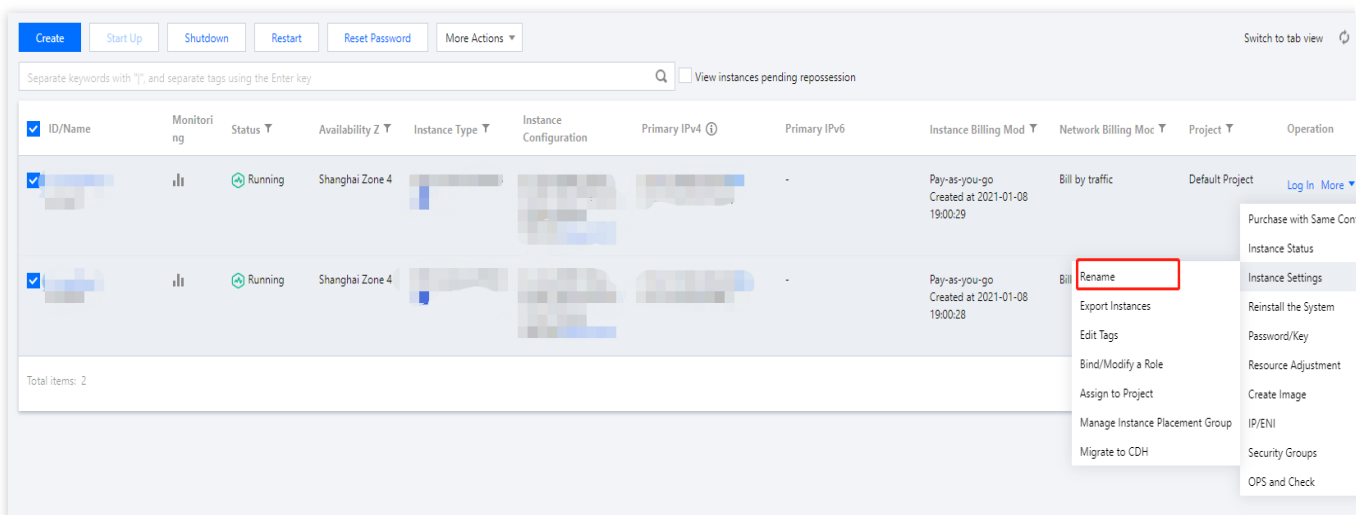 Create
Start Up
Shutdown
Restart
Reset Password
More Actions
Switch to tab view
Separate keywords with "|", and separate tags using the Enter key
View instances pending repossession
ID/Name
Monitori
ng
Status
Availability Z
Instance Type
Instance
Configuration
Primary IPv4
Primary IPv6
Instance Billing Mod
Network Billing Moc
Project
Operation
Running
Shanghai Zone 4
-
Pay-as-you-go
Created at 2021-01-08
19:00:29
Bill by traffic
Default Project
Log In More
Running
Shanghai Zone 4
-
Pay-as-you-go
Created at 2021-01-08
19:00:28
Bill
Purchase with Same Con
Instance Status
Instance Settings
Reinstall the System
Password/Key
Resource Adjustment
Create Image
IP/ENI
Security Groups
OPS and Check
Rename
Export Instances
Edit Tags
Bind/Modify a Role
Assign to Project
Manage Instance Placement Group
Migrate to CDH
Total items: 2